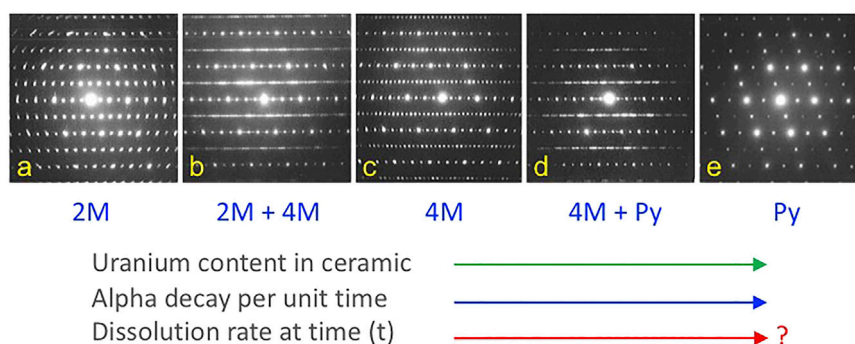 a b c d e
2M 2M + 4M 4M 4M + Py Py
Uranium content in ceramic
Alpha decay per unit time
Dissolution rate at time (t) ?